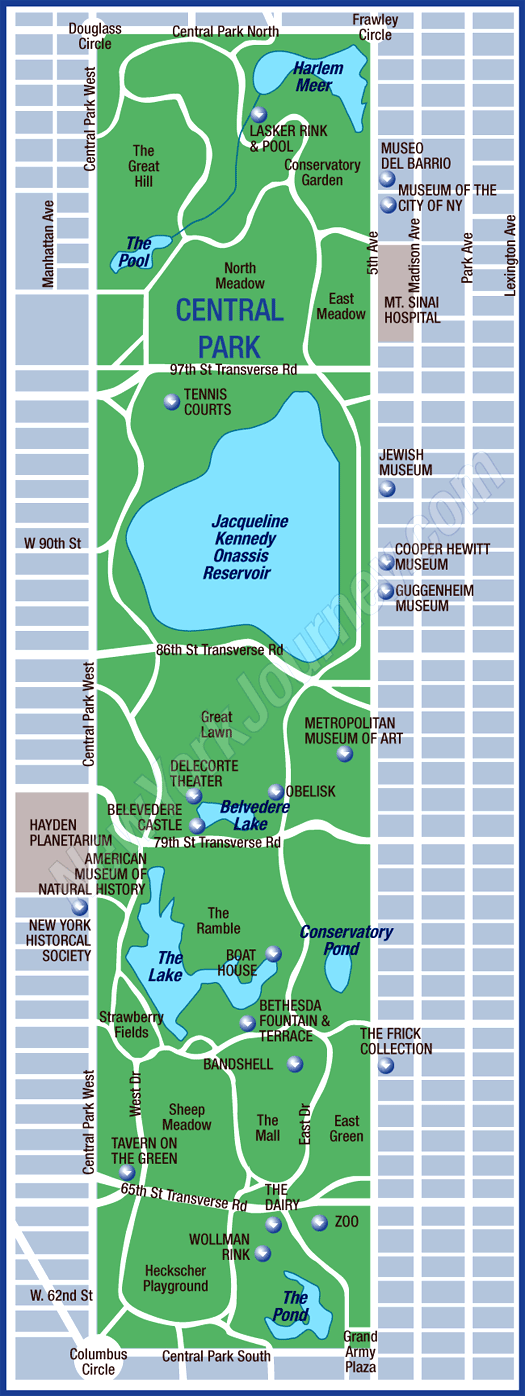 Douglass
Circle
Central Park North
Frawley
Circle
Harlem
Meer
Central Park West
LASKER RINK
& POOL
The
Great
Hill
Conservatory
Garden
MUSEO
DEL BARRIO
MUSEUM OF THE
CITY OF NY
Manhattan Ave
The
Pool
5th Ave
Madison Ave
Park Ave
Lexington Ave
North
Meadow
East
Meadow
MT. SINAI
HOSPITAL
CENTRAL
PARK
97th St Transverse Rd
TENNIS
COURTS
JEWISH
MUSEUM
Jacqueline
Kennedy
Onassis
Reservoir
W 90th St
COOPER HEWITT
MUSEUM
GUGGENHEIM
MUSEUM
86th St Transverse Rd
Central Park West
Great
Lawn
METROPOLITAN
MUSEUM OF ART
DELECORTE
THEATER
OBELISK
BELEVEDERE
CASTLE
Belvedere
Lake
HAYDEN
PLANETARIUM
79th St Transverse Rd
AMERICAN
MUSEUM OF
NATURAL HISTORY
NEW YORK
HISTORCAL
SOCIETY
The
Ramble
Conservatory
Pond
The
Lake
BOAT
HOUSE
Strawberry
Fields
BETHESDA
FOUNTAIN &
TERRACE
THE FRICK
COLLECTION
BANDSHELL
Central Park West
West Dr
Sheep
Meadow
The
Mall
East Dr
East
Green
TAVERN ON
THE GREEN
65th St Transverse Rd
THE
DAIRY
ZOO
WOLLMAN
RINK
Heckscher
Playground
W. 62nd St
The
Pond
Columbus
Circle
Central Park South
Grand
Army
Plaza
NewYorkJourney.com